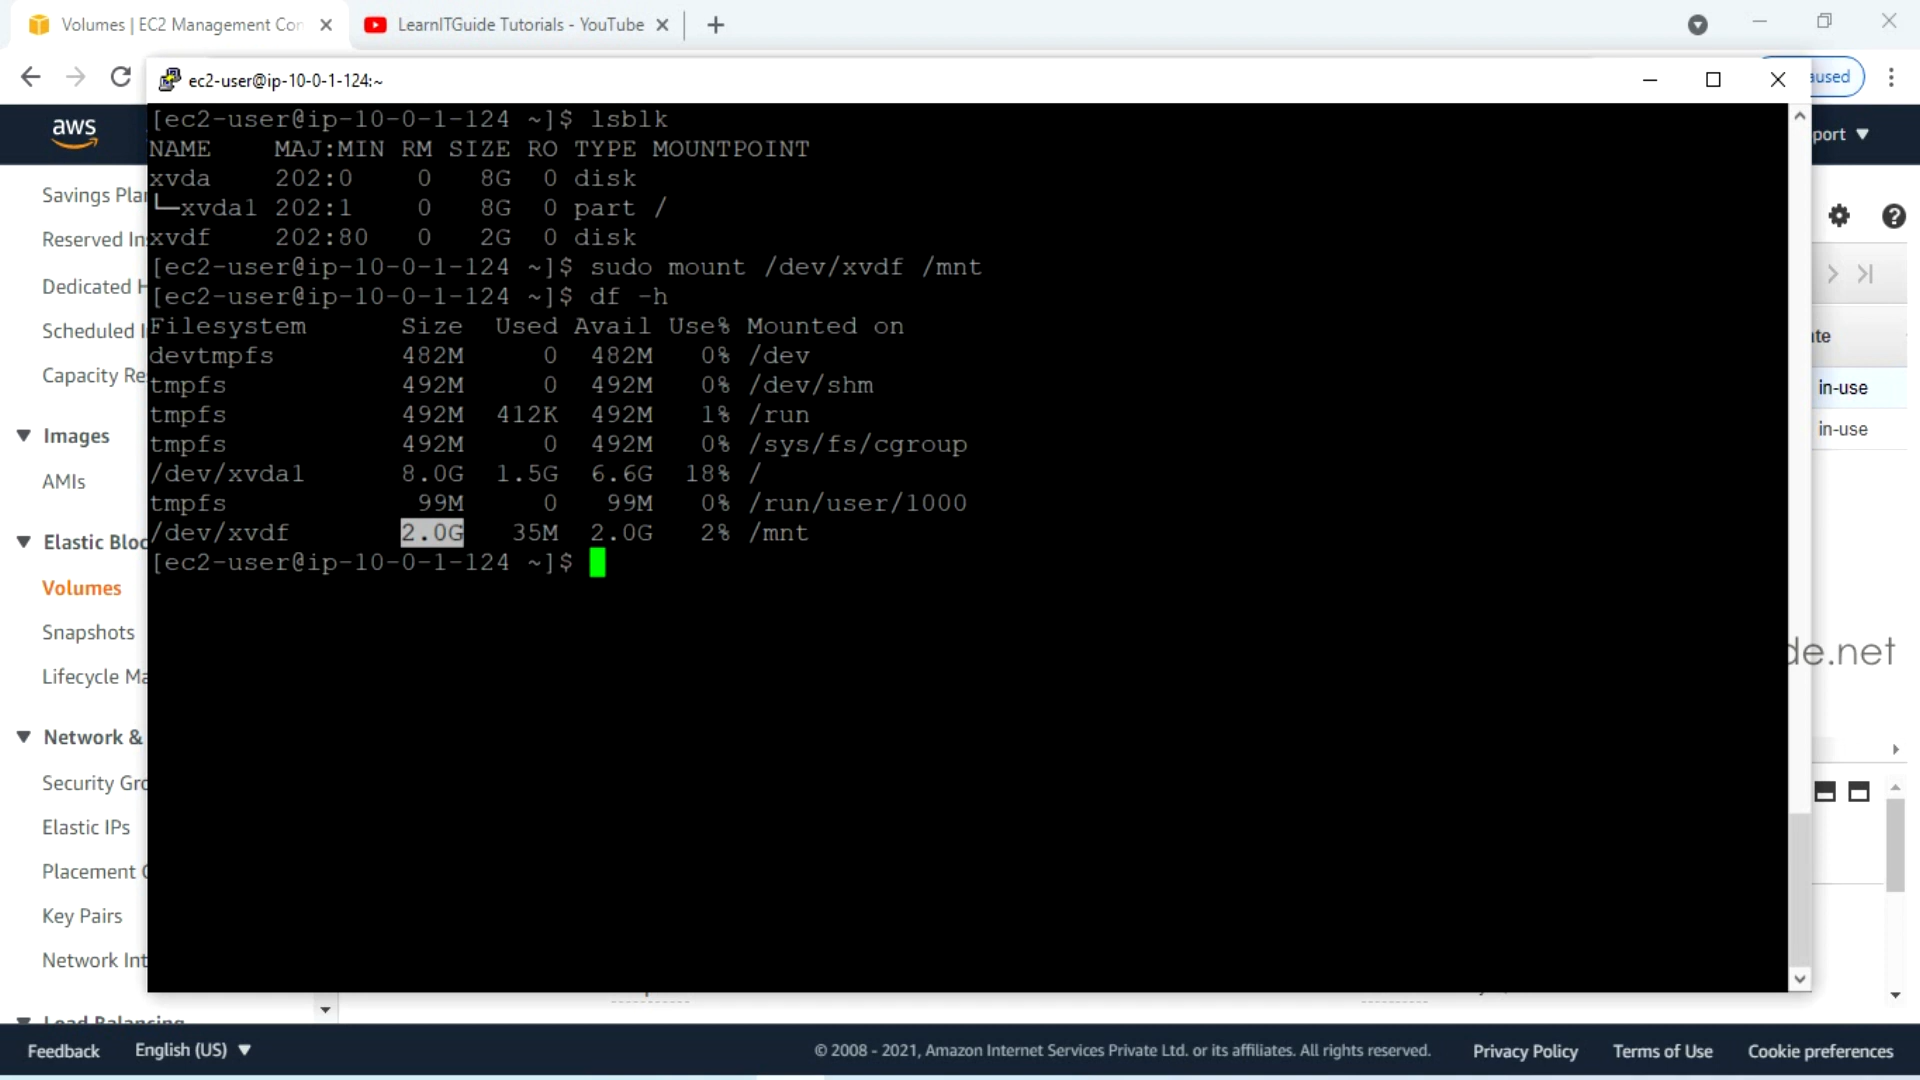 Volumes | EC2 Management Con
LearnITGuide Tutorials - YouTube
ec2-user@ip-10-0-1-124:~
aused
aws
port
[ec2-user@ip-10-0-1-124 ~]$ lsblk
NAME MAJ:MIN RM SIZE RO TYPE MOUNTPOINT
xvda 202:0 0 8G 0 disk
└─xvda1 202:1 0 8G 0 part /
xvdf 202:80 0 2G 0 disk
[ec2-user@ip-10-0-1-124 ~]$ sudo mount /dev/xvdf /mnt
[ec2-user@ip-10-0-1-124 ~]$ df -h
Filesystem Size Used Avail Use% Mounted on
devtmpfs 482M 0 482M 0% /dev
tmpfs 492M 0 492M 0% /dev/shm
tmpfs 492M 412K 492M 1% /run
tmpfs 492M 0 492M 0% /sys/fs/cgroup
/dev/xvda1 8.0G 1.5G 6.6G 18% /
tmpfs 99M 0 99M 0% /run/user/1000
/dev/xvdf 2.0G 35M 2.0G 2% /mnt
[ec2-user@ip-10-0-1-124 ~]$
Savings Plan
Reserved Ins
Dedicated H
Scheduled I
Capacity Res
Images
AMIs
Elastic Bloc
Volumes
Snapshots
Lifecycle Ma
Network &
Security Gro
Elastic IPs
Placement G
Key Pairs
Network Int
Load Balancing
ate
in-use
in-use
de.net
Feedback English (US) © 2008 - 2021, Amazon Internet Services Private Ltd. or its affiliates. All rights reserved. Privacy Policy Terms of Use Cookie preferences